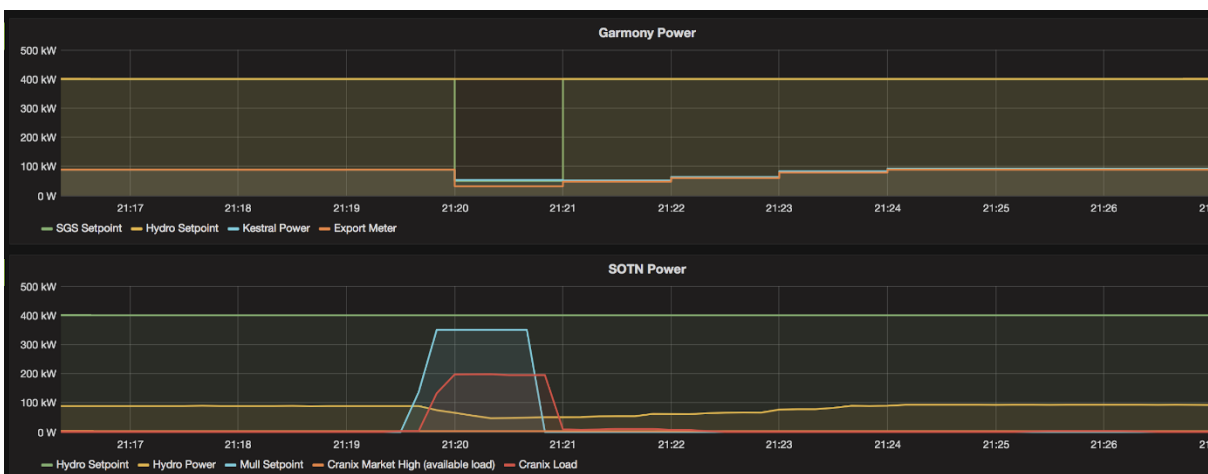 Garmony Power
500 kW
400 kW
300 kW
200 kW
100 kW
0 W
21:17 21:18 21:19 21:20 21:21 21:22 21:23 21:24 21:25 21:26 21
SGS Setpoint Hydro Setpoint Kestral Power Export Meter
SOTN Power
500 kW
400 kW
300 kW
200 kW
100 kW
0 W
21:17 21:18 21:19 21:20 21:21 21:22 21:23 21:24 21:25 21:26 21
Hydro Setpoint Hydro Power Mull Setpoint Cranix Market High (available load) Cranix Load